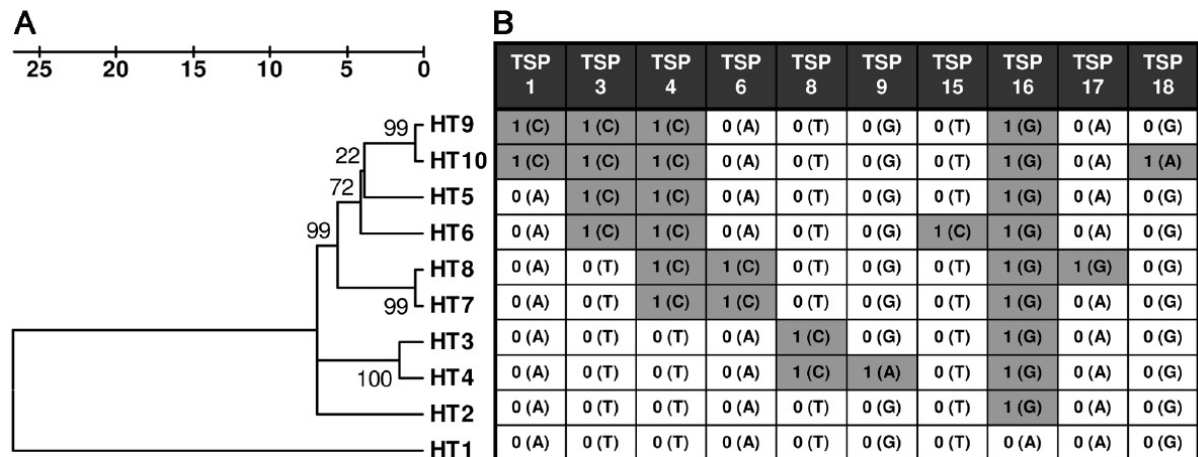 A
25 20 15 10 5 0
99
22
72
99
99
100
B
TSP 1 TSP 3 TSP 4 TSP 6 TSP 8 TSP 9 TSP 15 TSP 16 TSP 17 TSP 18
HT9 1 (C) 1 (C) 1 (C) 0 (A) 0 (T) 0 (G) 0 (T) 1 (G) 0 (A) 0 (G)
HT10 1 (C) 1 (C) 1 (C) 0 (A) 0 (T) 0 (G) 0 (T) 1 (G) 0 (A) 1 (A)
HT5 0 (A) 1 (C) 1 (C) 0 (A) 0 (T) 0 (G) 0 (T) 1 (G) 0 (A) 0 (G)
HT6 0 (A) 1 (C) 1 (C) 0 (A) 0 (T) 0 (G) 1 (C) 1 (G) 0 (A) 0 (G)
HT8 0 (A) 0 (T) 1 (C) 1 (C) 0 (T) 0 (G) 0 (T) 1 (G) 1 (G) 0 (G)
HT7 0 (A) 0 (T) 1 (C) 1 (C) 0 (T) 0 (G) 0 (T) 1 (G) 0 (A) 0 (G)
HT3 0 (A) 0 (T) 0 (T) 0 (A) 1 (C) 0 (G) 0 (T) 1 (G) 0 (A) 0 (G)
HT4 0 (A) 0 (T) 0 (T) 0 (A) 1 (C) 1 (A) 0 (T) 1 (G) 0 (A) 0 (G)
HT2 0 (A) 0 (T) 0 (T) 0 (A) 0 (T) 0 (G) 0 (T) 1 (G) 0 (A) 0 (G)
HT1 0 (A) 0 (T) 0 (T) 0 (A) 0 (T) 0 (G) 0 (T) 0 (A) 0 (A) 0 (G)